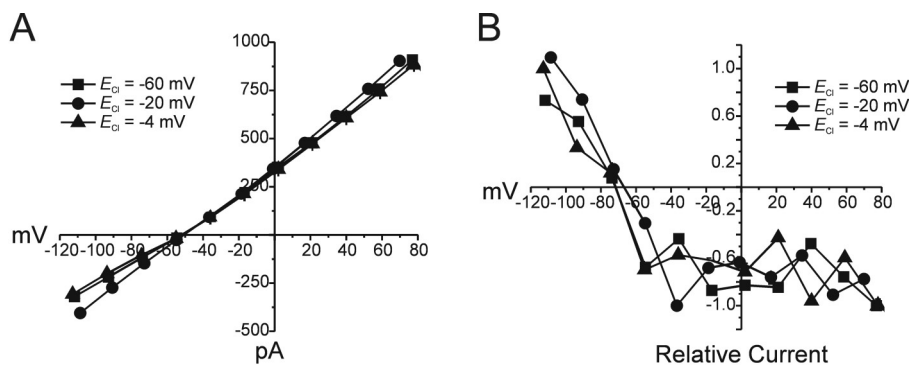 A
E_Cl = -60 mV
E_Cl = -20 mV
E_Cl = -4 mV
1000
750
500
250
-250
-500
mV
-120 -100 -80 -60 -40 -20 0 20 40 60 80
pA
B
E_Cl = -60 mV
E_Cl = -20 mV
E_Cl = -4 mV
1.0
0.6
0.2
-0.2
-0.6
-1.0
mV
-120 -100 -80 -60 -40 -20 0 20 40 60 80
Relative Current